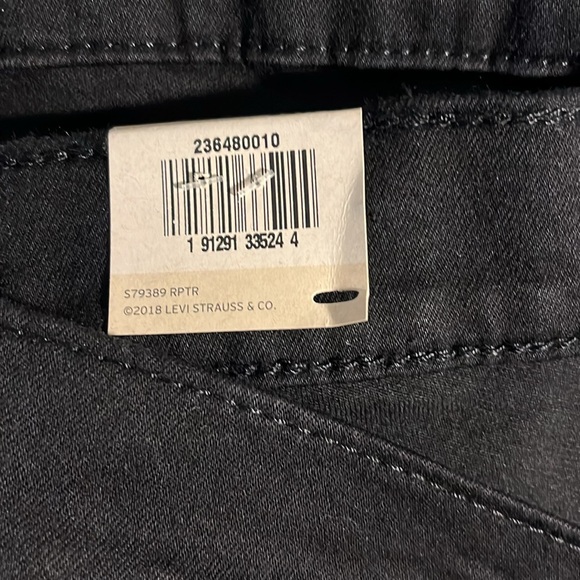 236480010
1 91291 33524 4
S79389 RPTR
©2018 LEVI STRAUSS & CO.